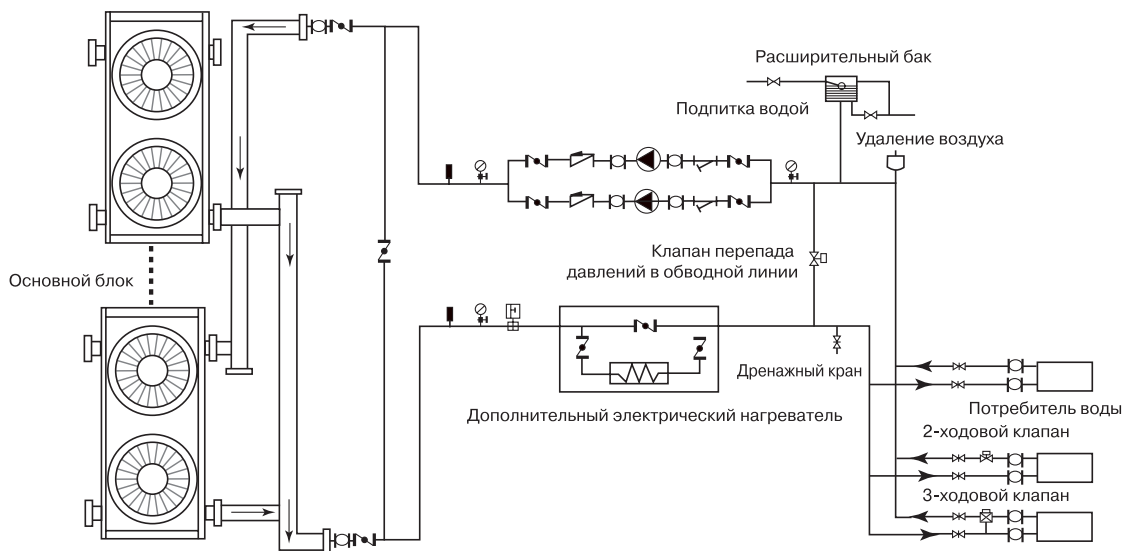 Расширительный бак
Подпитка водой
Удаление воздуха
Клапан перепада
давлений в обводной линии
Основной блок
Дренажный кран
Дополнительный электрический нагреватель
Потребитель воды
2-ходовой клапан
3-ходовой клапан